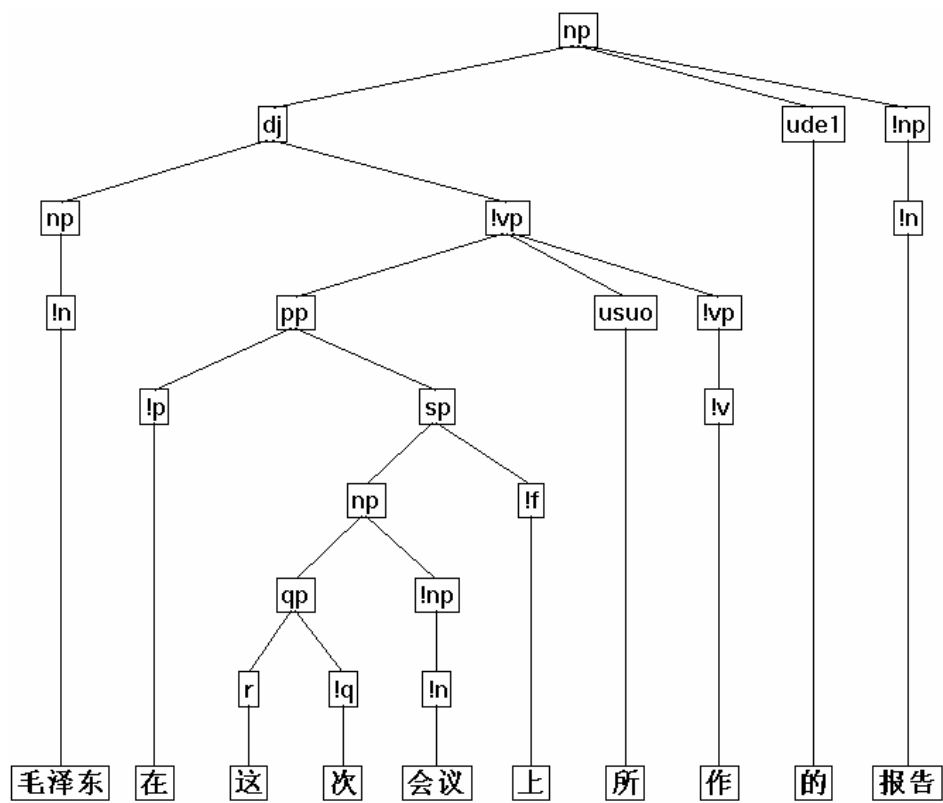 np
dj ude1 !np
np !vp !n
!n pp usuo !vp
!p sp !v
np !f
qp !np
r !q !n
毛泽东 在 这 次 会议 上 所 作 的 报告